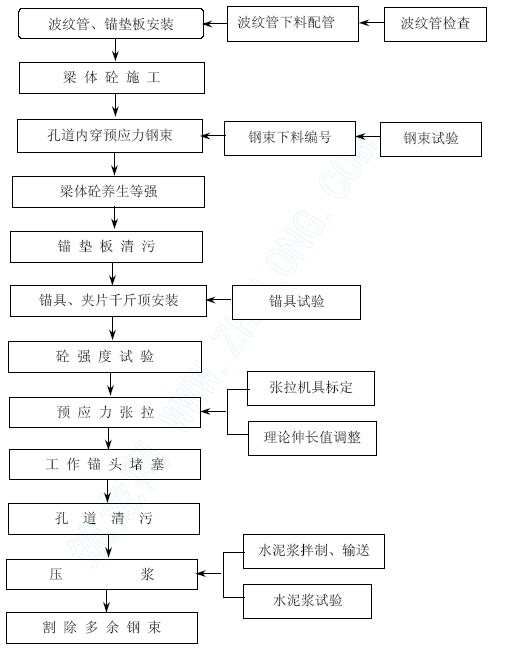 波纹管、锚垫板安装
波纹管下料配管
波纹管检查
梁体砼施工
孔道内穿预应力钢束
钢束下料编号
钢束试验
梁体砼养生等强
锚垫板清污
锚具、夹片千斤顶安装
锚具试验
砼强度试验
张拉机具标定
预应力张拉
理论伸长值调整
工作锚头堵塞
孔道清污
水泥浆拌制、输送
压浆
水泥浆试验
割除多余钢束